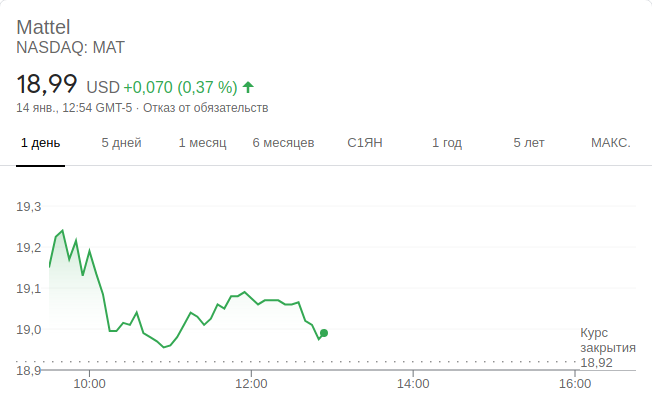 Mattel
NASDAQ: MAT
18,99 USD +0,070 (0,37 %)
14 янв., 12:54 GMT-5 · Отказ от обязательств
1 день 5 дней 1 месяц 6 месяцев С1ЯН 1 год 5 лет МАКС.
19,3
19,2
19,1
19,0
Курс
закрытия
18,92
18,9
10:00 12:00 14:00 16:00